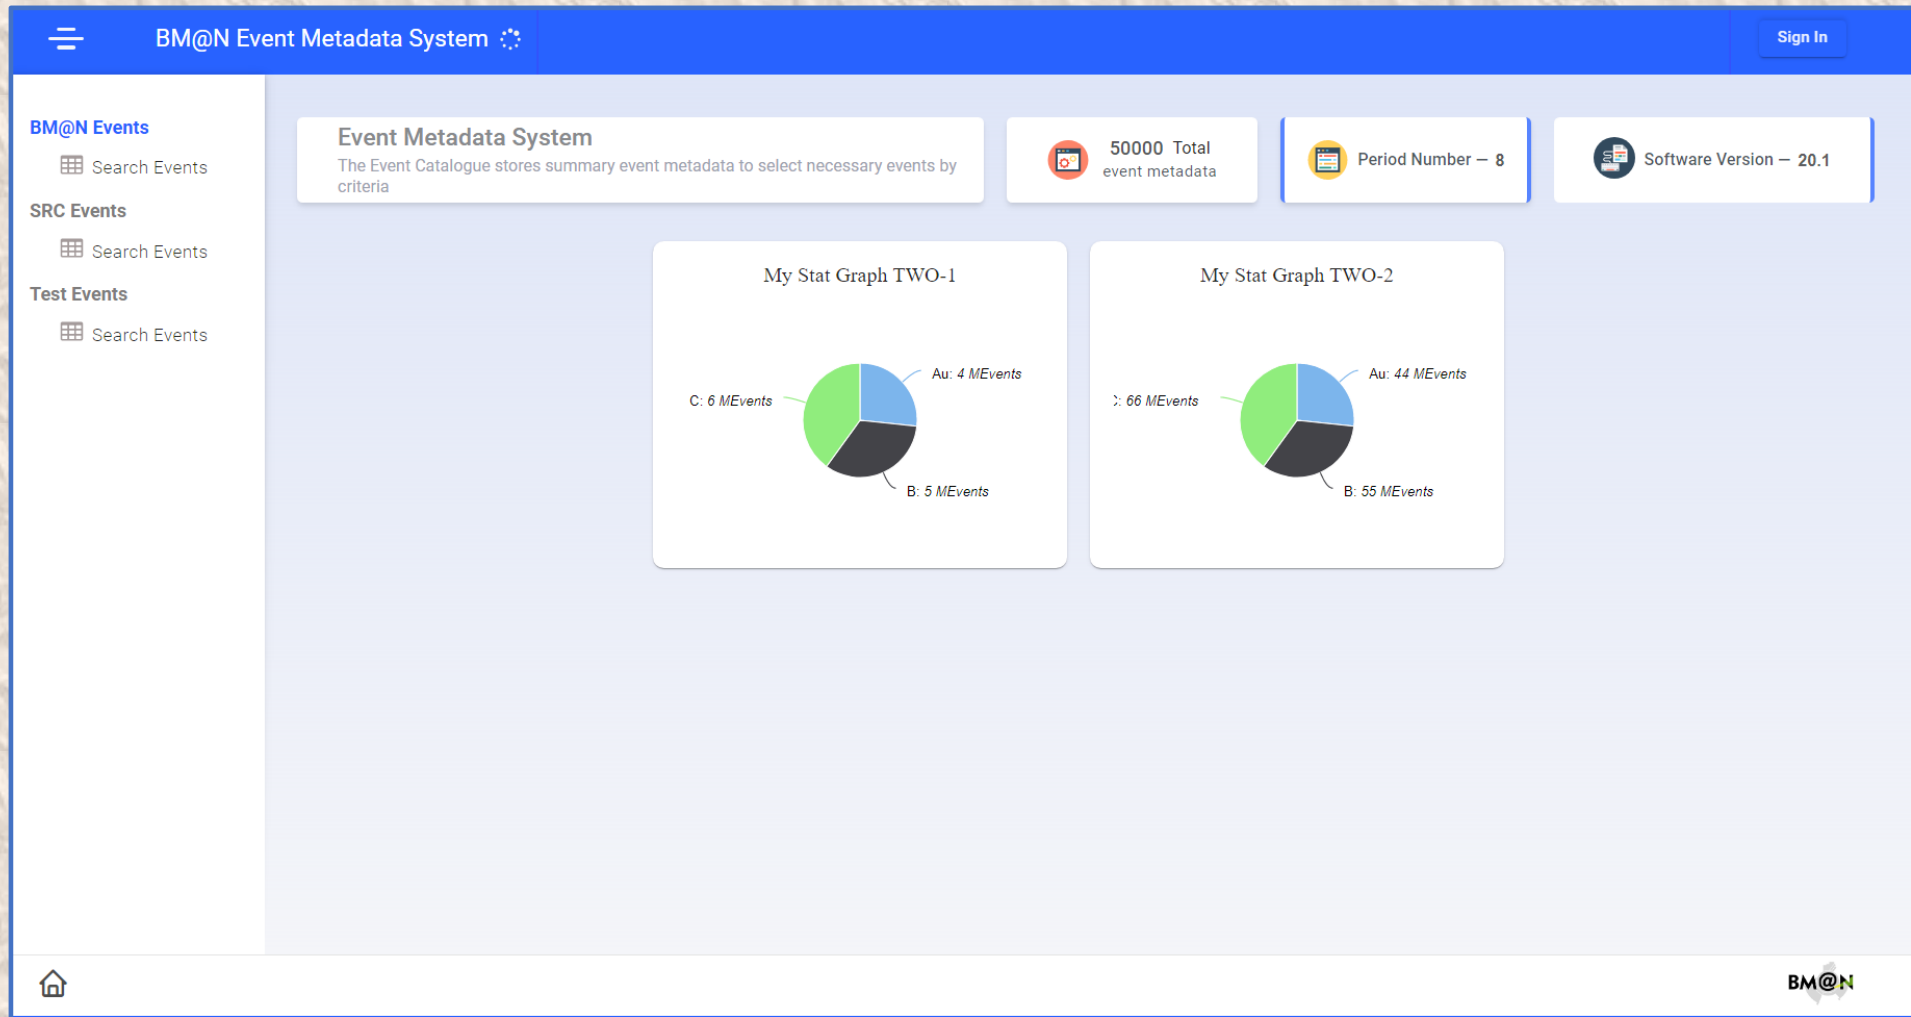 BM@N Event Metadata System
Sign In
BM@N Events
Search Events
SRC Events
Search Events
Test Events
Search Events
Event Metadata System
The Event Catalogue stores summary event metadata to select necessary events by
criteria
50000 Total
event metadata
Period Number – 8
Software Version – 20.1
My Stat Graph TWO-1
Au: 4 MEvents
C: 6 MEvents
B: 5 MEvents
My Stat Graph TWO-2
Au: 44 MEvents
: 66 MEvents
B: 55 MEvents
BM@N